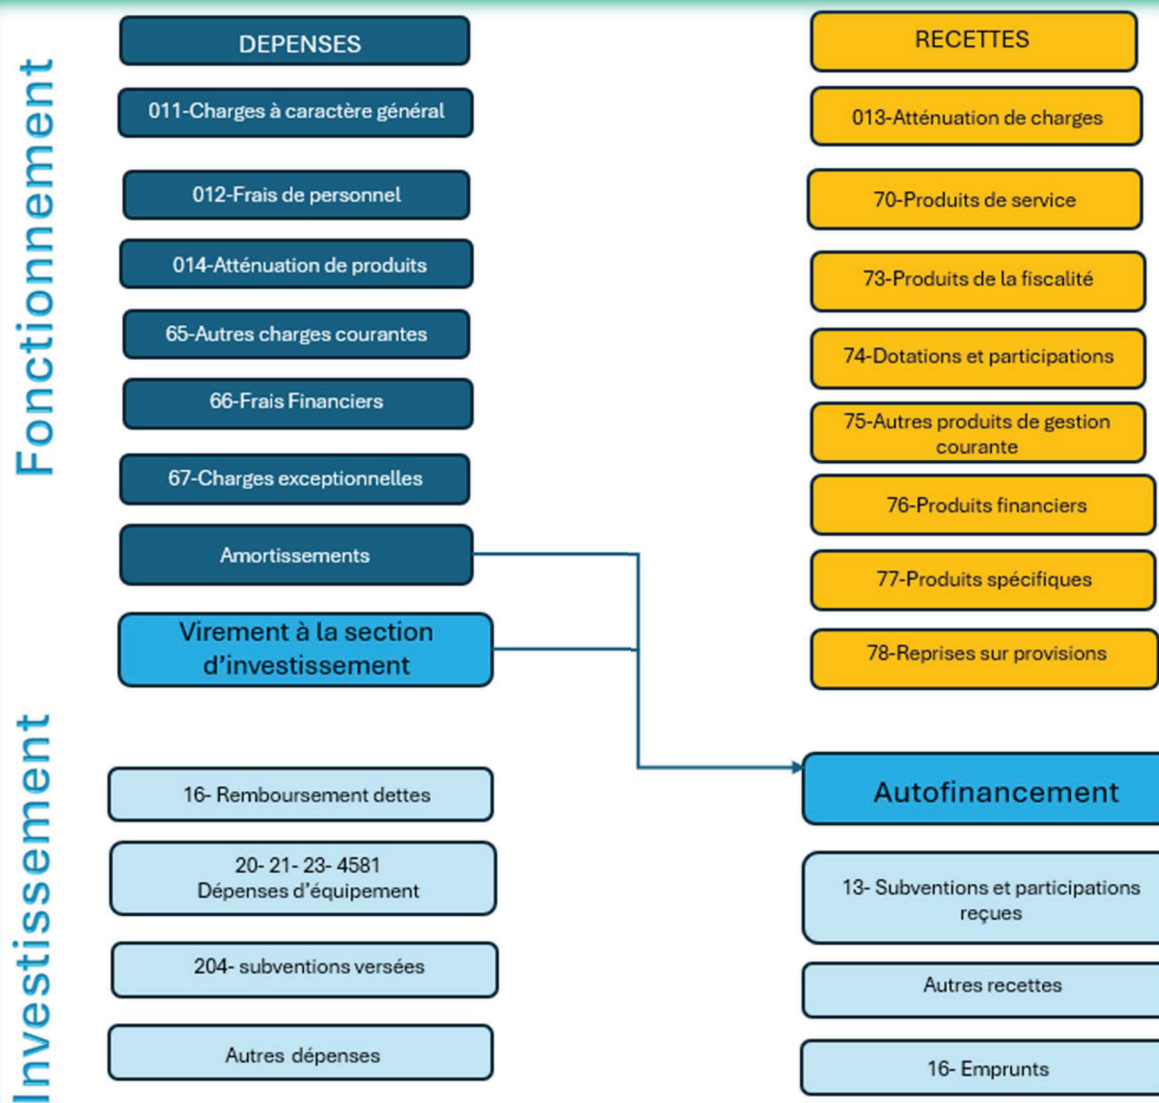 Fonctionnement
DEPENSES
011-Charges à caractère général
012-Frais de personnel
014-Atténuation de produits
65-Autres charges courantes
66-Frais Financiers
67-Charges exceptionnelles
Amortissements
Virement à la section
d’investissement
RECETTES
013-Atténuation de charges
70-Produits de service
73-Produits de la fiscalité
74-Dotations et participations
75-Autres produits de gestion
courante
76-Produits financiers
77-Produits spécifiques
78-Reprises sur provisions
Investissement
16- Remboursement dettes
20- 21- 23- 4581
Dépenses d’équipement
204- subventions versées
Autres dépenses
Autofinancement
13- Subventions et participations
reçues
Autres recettes
16- Emprunts